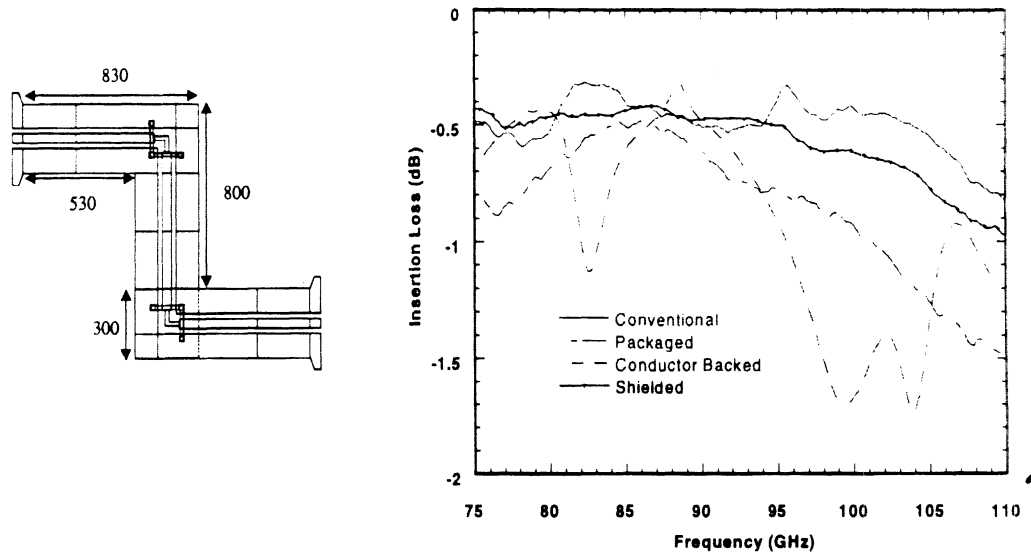 830
530
800
300
0
-0.5
-1
-1.5
-2
Insertion Loss (dB)
Conventional
Packaged
Conductor Backed
Shielded
75 80 85 90 95 100 105 110
Frequency (GHz)